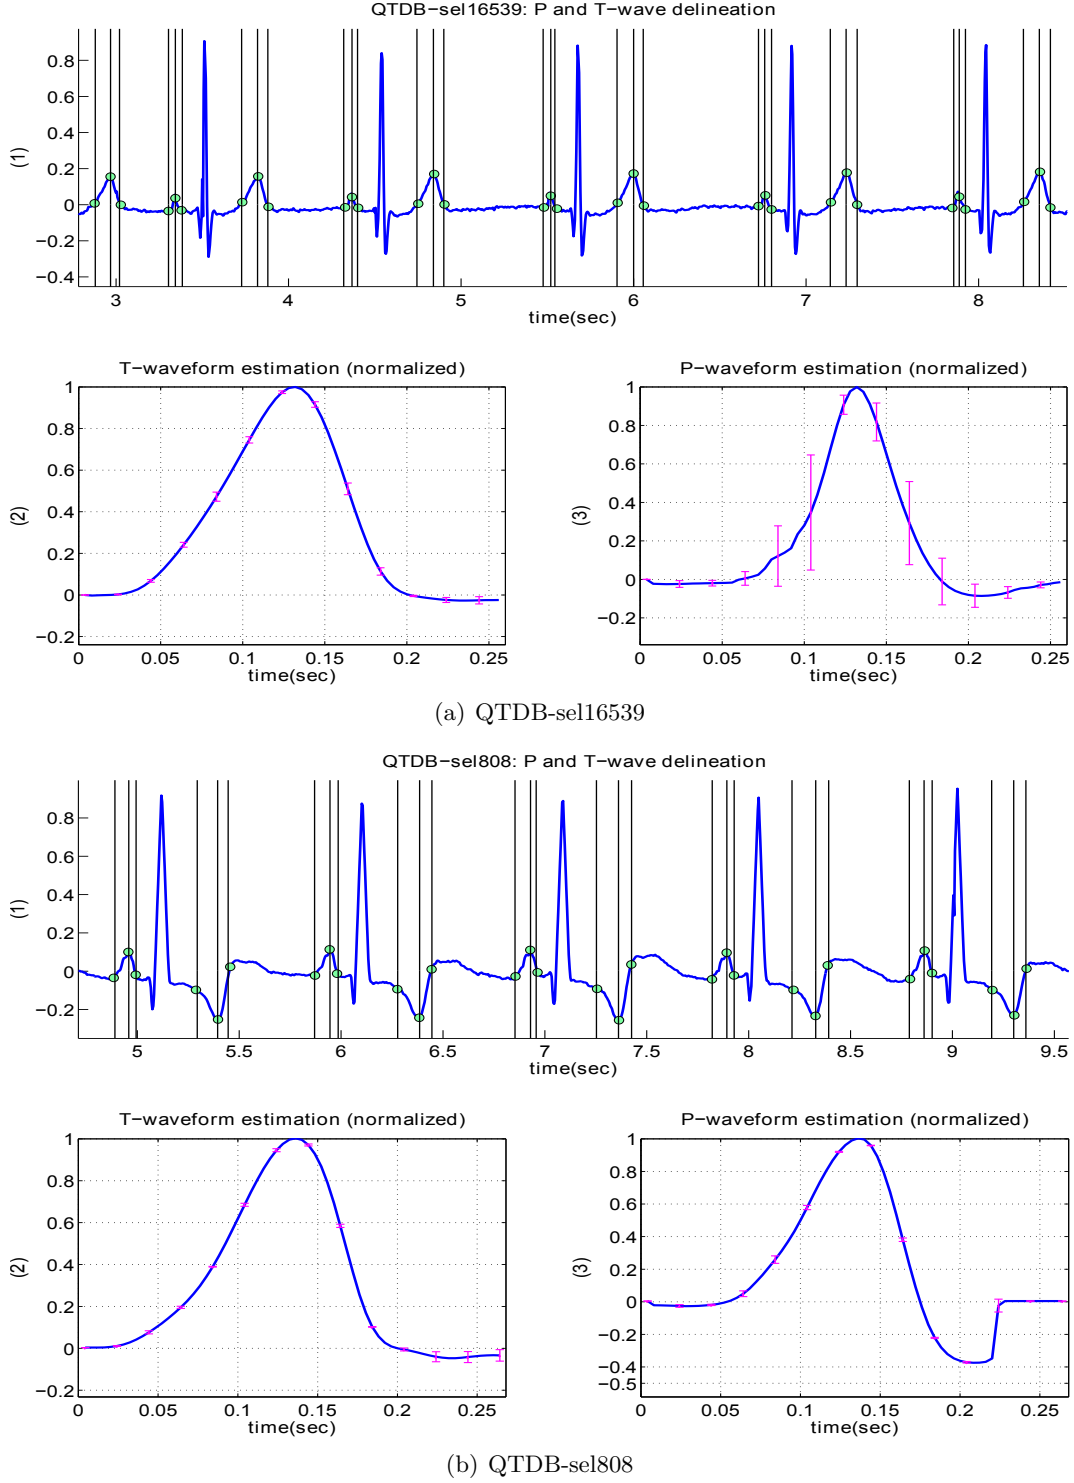 QTDB−sel16539: P and T−wave delineation
0.8
0.6
0.4
0.2
0
−0.2
−0.4
(1)
3 4 5 6 7 8
time(sec)
T−waveform estimation (normalized)
1
0.8
0.6
0.4
0.2
0
−0.2
(2)
0 0.05 0.1 0.15 0.2 0.25
time(sec)
P−waveform estimation (normalized)
1
0.8
0.6
0.4
0.2
0
−0.2
(3)
0 0.05 0.1 0.15 0.2 0.25
time(sec)
(a) QTDB-sel16539
QTDB−sel808: P and T−wave delineation
0.8
0.6
0.4
0.2
0
−0.2
(1)
5 5.5 6 6.5 7 7.5 8 8.5 9 9.5
time(sec)
T−waveform estimation (normalized)
1
0.8
0.6
0.4
0.2
0
−0.2
(2)
0 0.05 0.1 0.15 0.2 0.25
time(sec)
P−waveform estimation (normalized)
1
0.8
0.6
0.4
0.2
0
−0.2
−0.4
−0.5
(3)
0 0.05 0.1 0.15 0.2 0.25
time(sec)
(b) QTDB-sel808